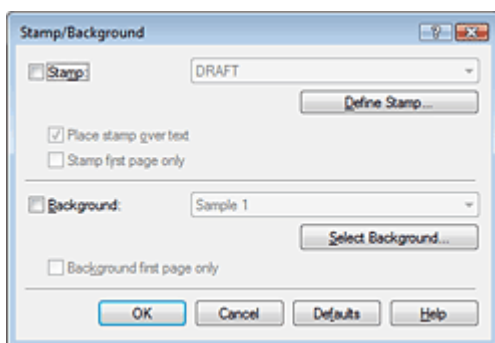 Stamp/Background
Stamp: DRAFT
Define Stamp...
Place stamp over text
Stamp first page only
Background: Sample 1
Select Background...
Background first page only
OK Cancel Defaults Help